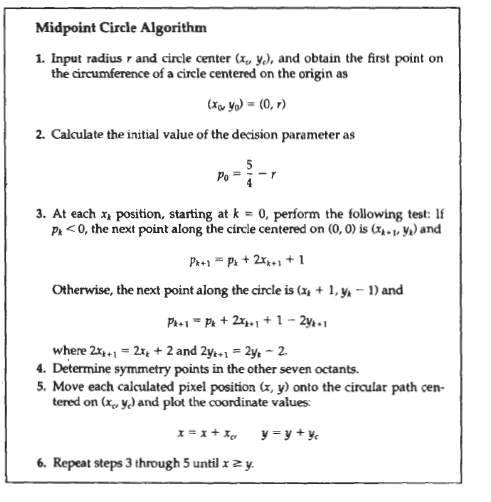 Midpoint Circle Algorithm
1. Input radius r and circle center (x_c, y_c), and obtain the first point on
the circumference of a circle centered on the origin as
(x_0, y_0) = (0, r)
2. Calculate the initial value of the decision parameter as
p_0 = 5/4 − r
3. At each x_k position, starting at k = 0, perform the following test: If
p_k < 0, the next point along the circle centered on (0, 0) is (x_{k+1}, y_k) and
p_{k+1} = p_k + 2x_{k+1} + 1
Otherwise, the next point along the circle is (x_k + 1, y_k − 1) and
p_{k+1} = p_k + 2x_{k+1} + 1 − 2y_{k+1}
where 2x_{k+1} = 2x_k + 2 and 2y_{k+1} = 2y_k − 2.
4. Determine symmetry points in the other seven octants.
5. Move each calculated pixel position (x, y) onto the circular path cen-
tered on (x_c, y_c) and plot the coordinate values:
x = x + x_c, y = y + y_c
6. Repeat steps 3 through 5 until x ≥ y.